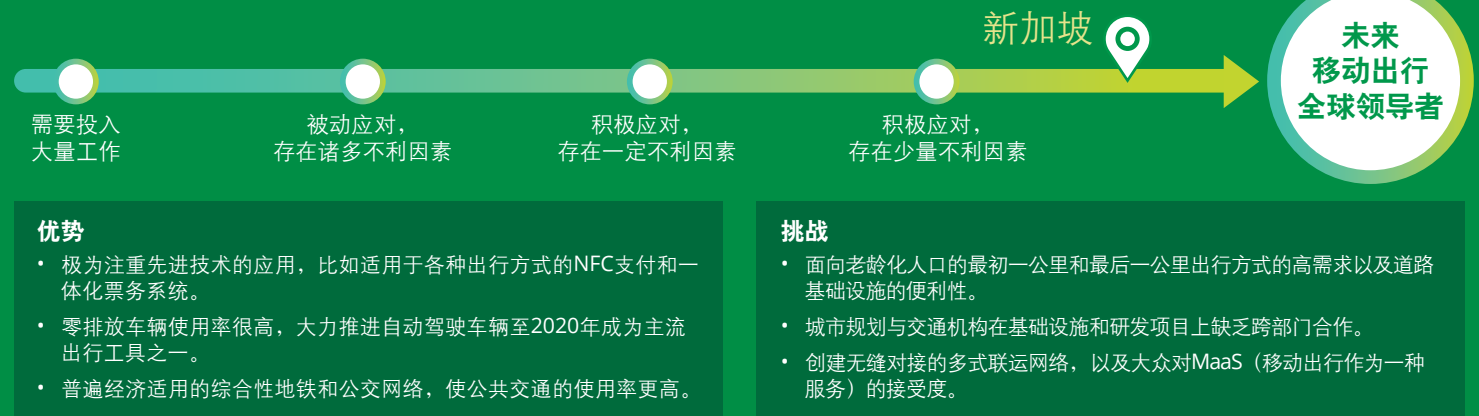 新加坡
未来
移动出行
全球领导者
需要投入
大量工作
被动应对，
存在诸多不利因素
积极应对，
存在一定不利因素
积极应对，
存在少量不利因素
优势
• 极为注重先进技术的应用，比如适用于各种出行方式的NFC支付和一
体化票务系统。
• 零排放车辆使用率很高，大力推进自动驾驶车辆至2020年成为主流
出行工具之一。
• 普遍经济适用的综合性地铁和公交网络，使公共交通的使用率更高。
挑战
• 面向老龄化人口的最初一公里和最后一公里出行方式的高需求以及道路
基础设施的便利性。
• 城市规划与交通机构在基础设施和研发项目上缺乏跨部门合作。
• 创建无缝对接的多式联运网络，以及大众对MaaS（移动出行作为一种
服务）的接受度。